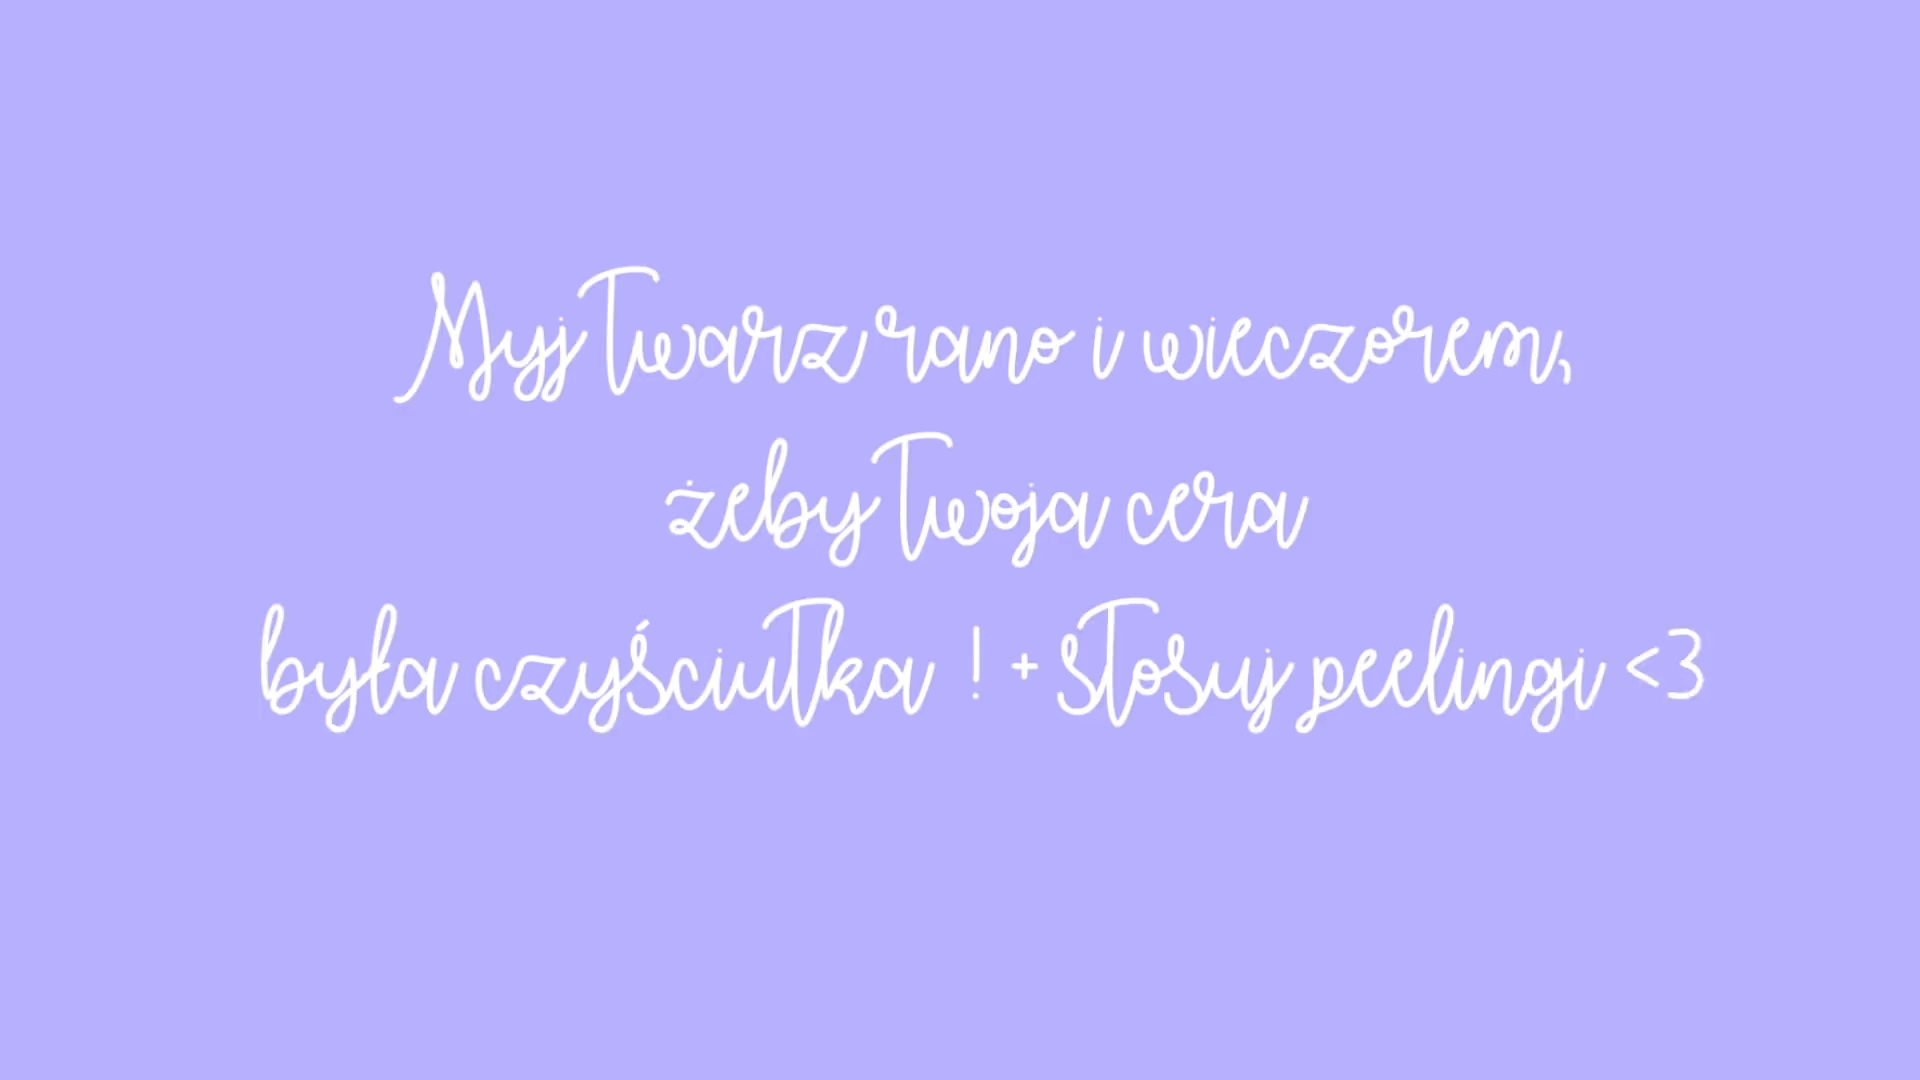 Myj twarz rano i wieczorem,
żeby twoja cera
była czyściutka ! + stosuj peelingi <3